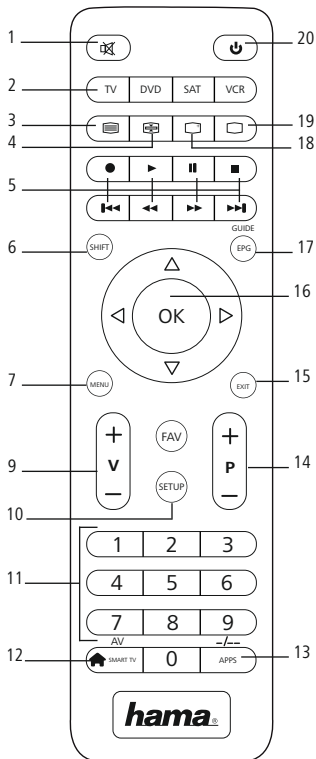 1
20
2
TV DVD SAT VCR
3
19
4
18
5
GUIDE
6
SHIFT
EPG
17
16
OK
7
MENU
EXIT
15
+
FAV
+
9
V
P
14
−
−
10
SETUP
1 2 3
11
4 5 6
7 8 9
AV
-/--
12
SMART TV
0
APPS
13
hama®